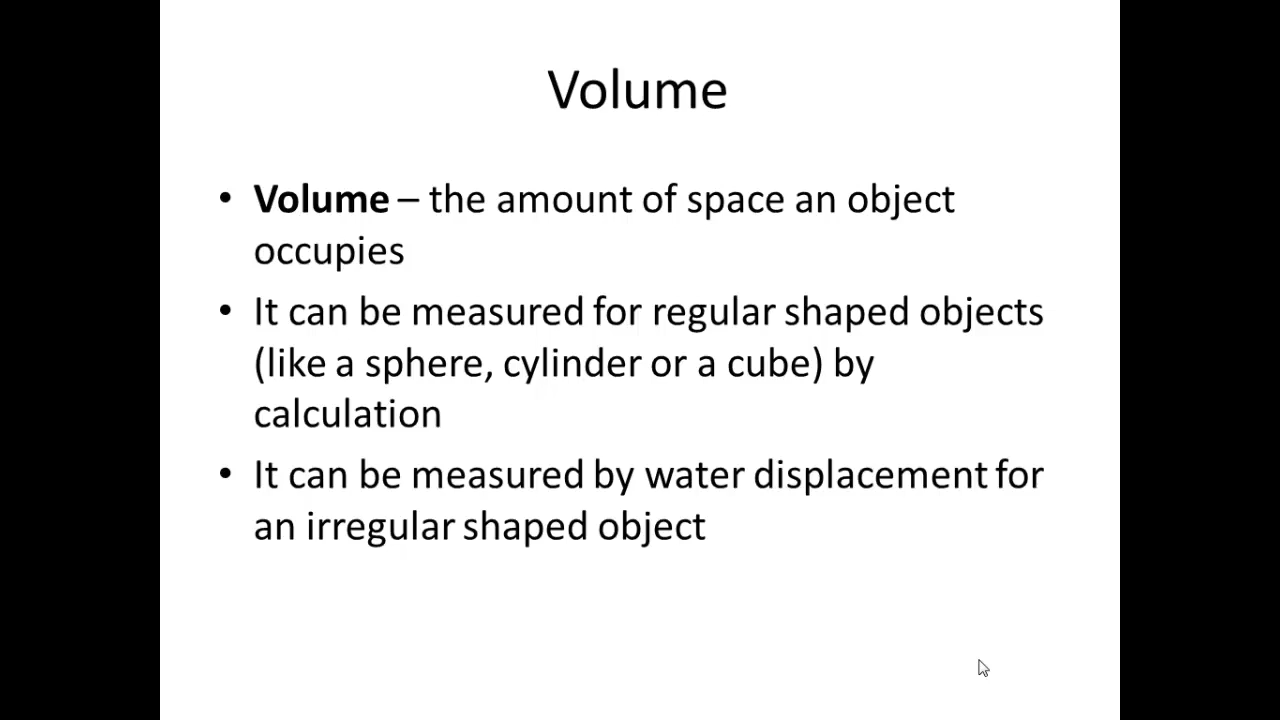 Volume
• Volume – the amount of space an object
occupies
• It can be measured for regular shaped objects
(like a sphere, cylinder or a cube) by
calculation
• It can be measured by water displacement for
an irregular shaped object